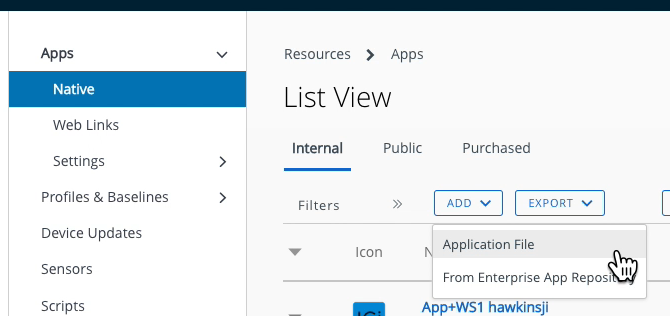 Apps
Native
Web Links
Settings
Profiles & Baselines
Device Updates
Sensors
Scripts
Resources > Apps
List View
Internal Public Purchased
Filters » ADD EXPORT
Icon N
Application File
From Enterprise App Repository
App+WS1 hawkinsji